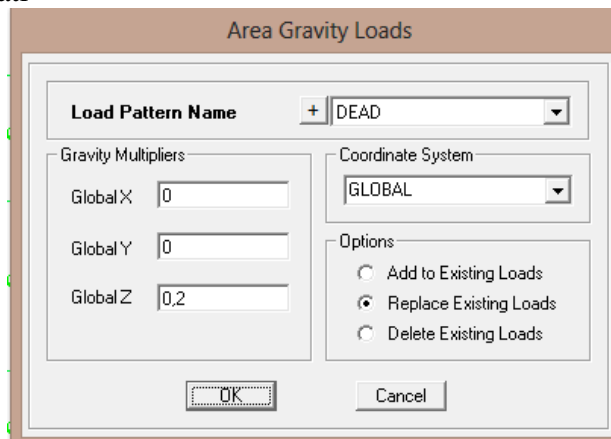 Area Gravity Loads
Load Pattern Name + DEAD
Gravity Multipliers
Global X 0
Global Y 0
Global Z 0,2
Coordinate System
GLOBAL
Options
Add to Existing Loads
Replace Existing Loads
Delete Existing Loads
OK Cancel